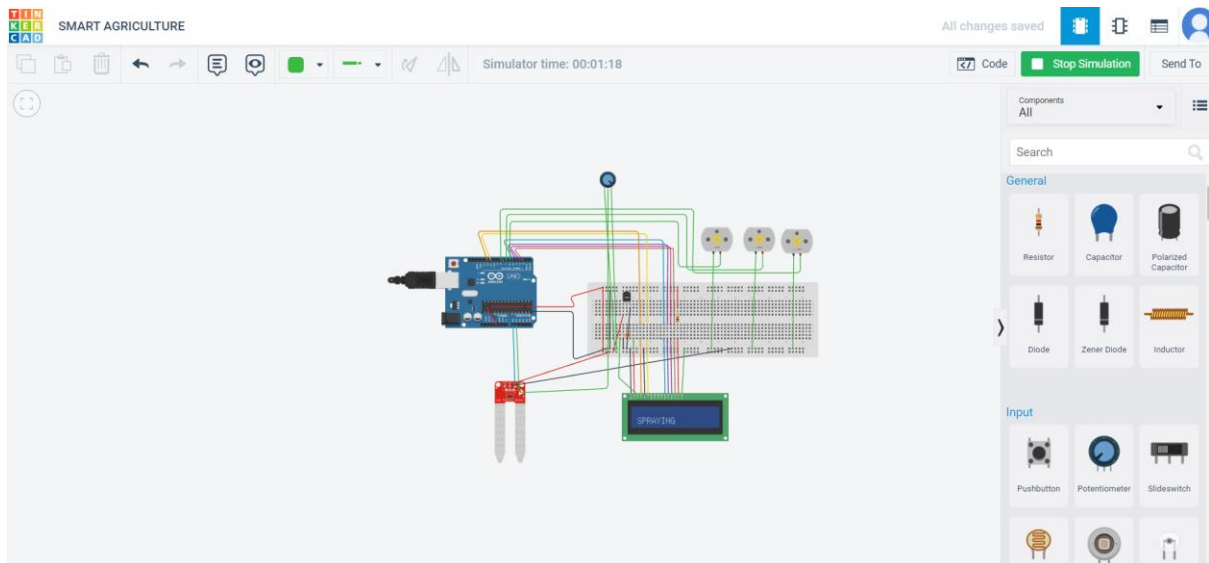 TIN
KER
CAD
SMART AGRICULTURE
All changes saved
Simulator time: 00:01:18
Code
Stop Simulation
Send To
Components
All
Search
General
Resistor
Capacitor
Polarized
Capacitor
Diode
Zener Diode
Inductor
Input
Pushbutton
Potentiometer
Slideswitch
UNO
SPRAYING